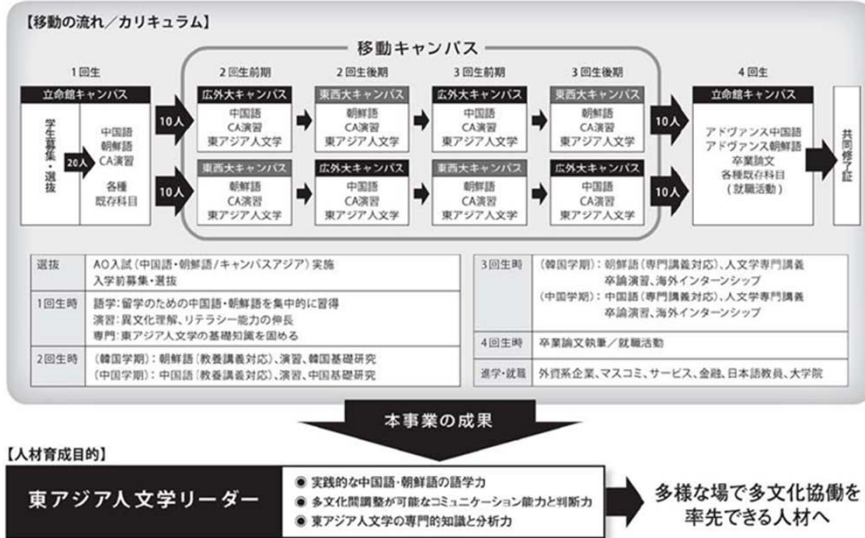 【移動の流れ／カリキュラム】
移動キャンパス
1回生
2回生前期
2回生後期
3回生前期
3回生後期
4回生
立命館キャンパス
学生募集・選抜
20人
中国語
朝鮮語
CA演習
各種
既存科目
10人
広外大キャンパス
中国語
CA演習
東アジア人文学
東西大キャンパス
朝鮮語
CA演習
東アジア人文学
広外大キャンパス
中国語
CA演習
東アジア人文学
東西大キャンパス
朝鮮語
CA演習
東アジア人文学
10人
10人
東西大キャンパス
朝鮮語
CA演習
東アジア人文学
広外大キャンパス
中国語
CA演習
東アジア人文学
東西大キャンパス
朝鮮語
CA演習
東アジア人文学
広外大キャンパス
中国語
CA演習
東アジア人文学
10人
立命館キャンパス
アドヴァンス中国語
アドヴァンス朝鮮語
卒業論文
各種既存科目
（就職活動）
共同修了証
選抜
AO入試（中国語・朝鮮語/キャンパスアジア）実施
入学前募集・選抜
1回生時
語学：留学のための中国語・朝鮮語を集中的に習得
演習：異文化理解、リテラシー能力の伸長
専門：東アジア人文学の基礎知識を固める
2回生時
（韓国学期）：朝鮮語（教養講義対応）、演習、韓国基礎研究
（中国学期）：中国語（教養講義対応）、演習、中国基礎研究
3回生時
（韓国学期）：朝鮮語（専門講義対応）、人文学専門講義
卒論演習、海外インターンシップ
（中国学期）：中国語（専門講義対応）、人文学専門講義
卒論演習、海外インターンシップ
4回生時
卒業論文執筆／就職活動
進学・就職
外資系企業、マスコミ、サービス、金融、日本語教員、大学院
本事業の成果
【人材育成目的】
東アジア人文学リーダー
◉ 実践的な中国語・朝鮮語の語学力
◉ 多文化間調整が可能なコミュニケーション能力と判断力
◉ 東アジア人文学の専門的知識と分析力
多様な場で多文化協働を
率先できる人材へ